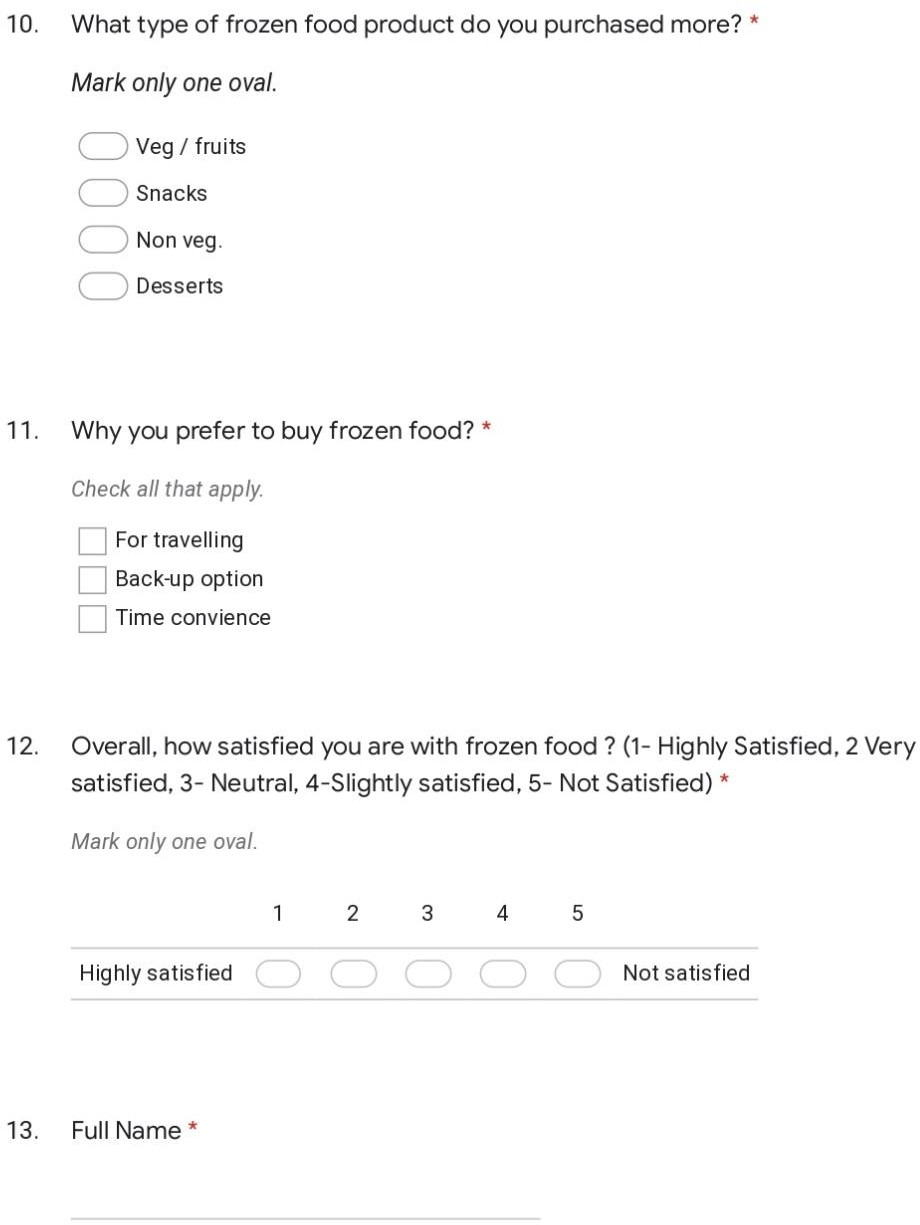 10. What type of frozen food product do you purchased more? *
Mark only one oval.
Veg / fruits
Snacks
Non veg.
Desserts
11. Why you prefer to buy frozen food? *
Check all that apply.
For travelling
Back-up option
Time convience
12. Overall, how satisfied you are with frozen food ? (1- Highly Satisfied, 2 Very
satisfied, 3- Neutral, 4-Slightly satisfied, 5- Not Satisfied) *
Mark only one oval.
1 2 3 4 5
Highly satisfied Not satisfied
13. Full Name *